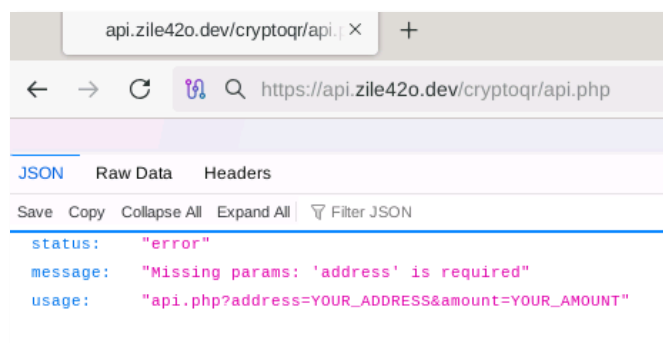 api.zile42o.dev/cryptoqr/api.
https://api.zile42o.dev/cryptoqr/api.php
JSON Raw Data Headers
Save Copy Collapse All Expand All Filter JSON
status: "error"
message: "Missing params: 'address' is required"
usage: "api.php?address=YOUR_ADDRESS&amount=YOUR_AMOUNT"